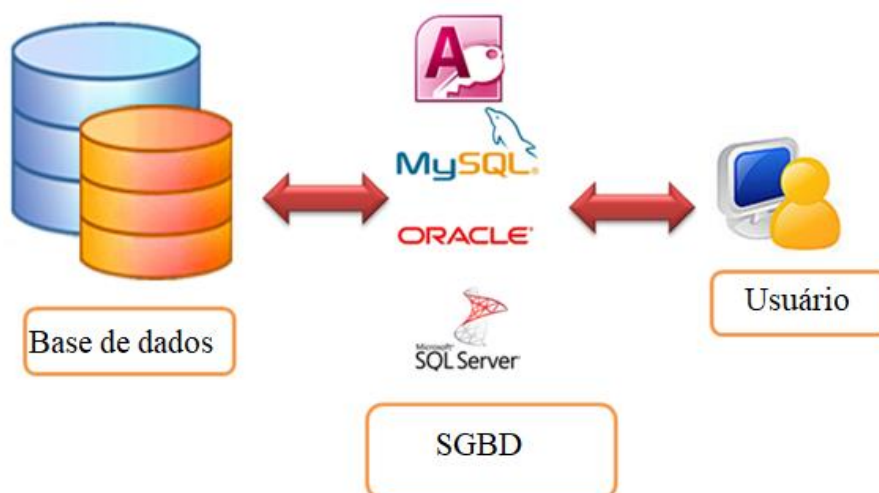 A
MySQL®
ORACLE®
Microsoft®
SQL Server®
Base de dados
SGBD
Usuário